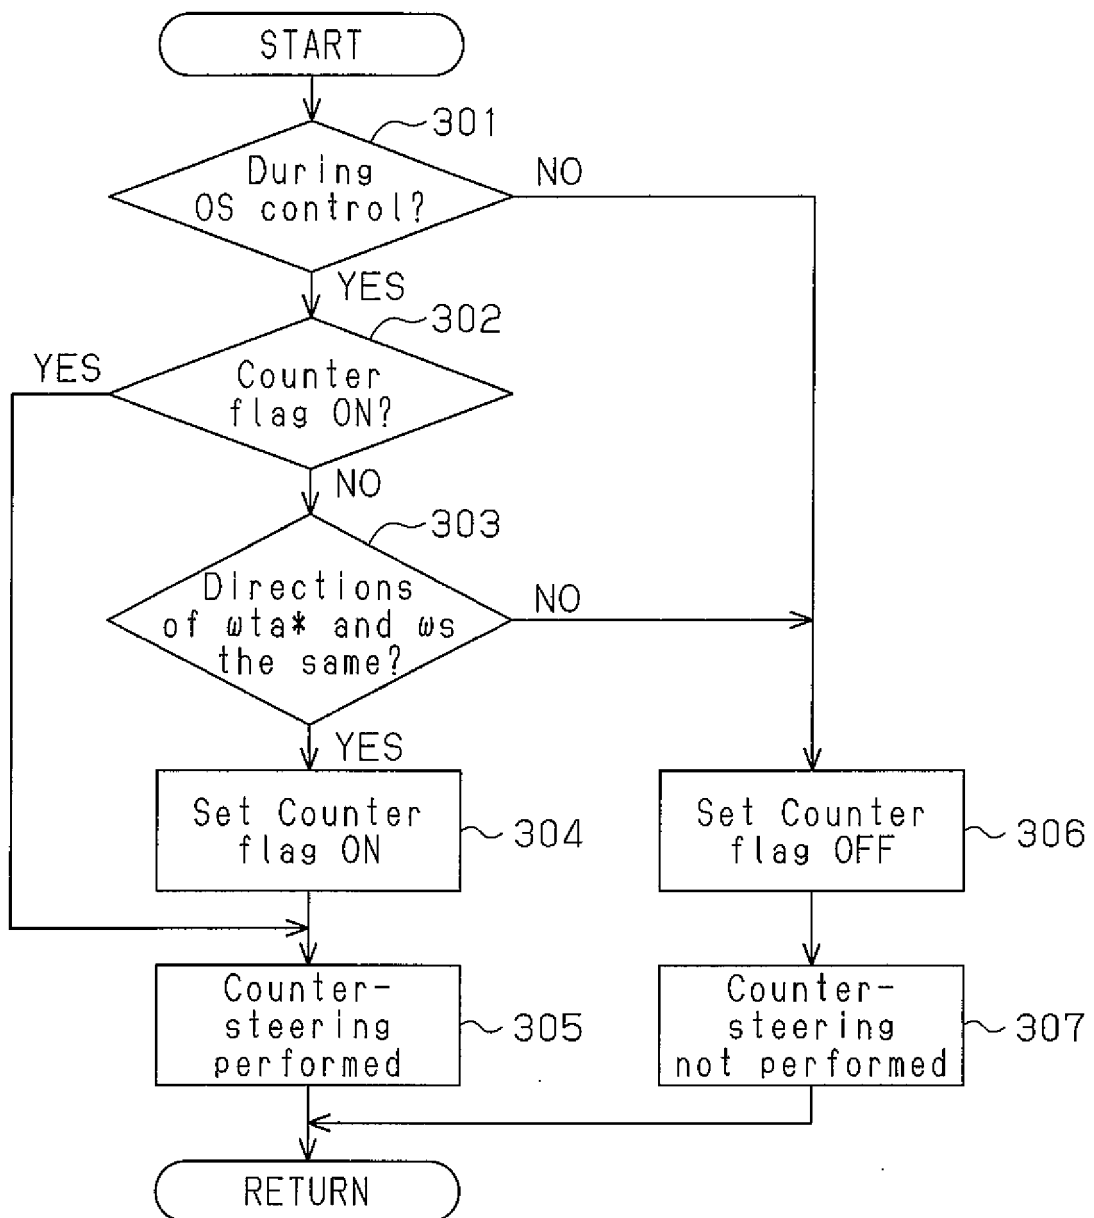 START
301
During
OS control?
NO
YES
302
YES
Counter
flag ON?
NO
303
Directions
of ωta* and ωs
the same?
NO
YES
Set Counter
flag ON
304
Set Counter
flag OFF
306
Counter-
steering
performed
305
Counter-
steering
not performed
307
RETURN